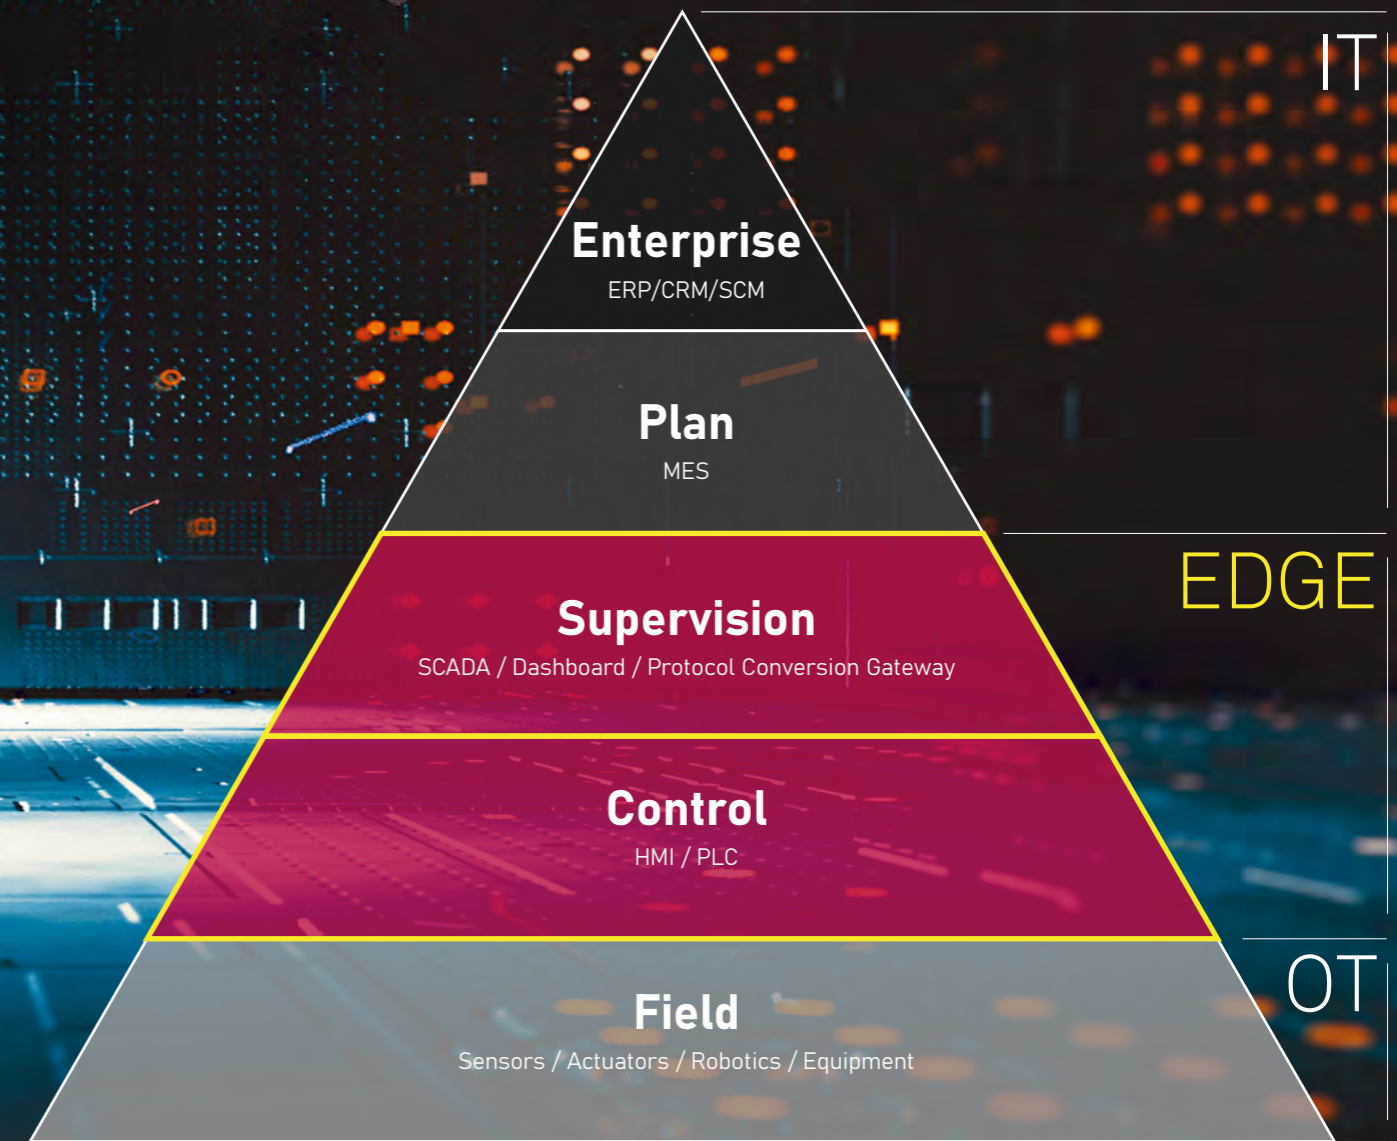 IT
Enterprise
ERP/CRM/SCM
Plan
MES
EDGE
Supervision
SCADA / Dashboard / Protocol Conversion Gateway
Control
HMI / PLC
OT
Field
Sensors / Actuators / Robotics / Equipment